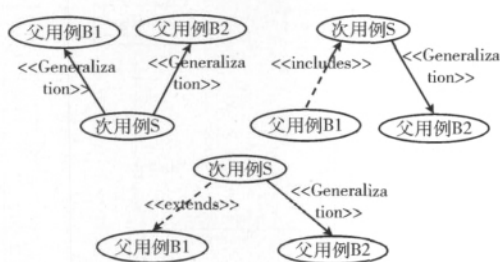 父用例B1
父用例B2
<<Generaliza
tion>>
<<Generaliza
tion>>
次用例S
次用例S
<<includes>>
<<Generaliza
tion>>
父用例B1
父用例B2
次用例S
<<extends>>
<<Generaliza
tion>>
父用例B1
父用例B2